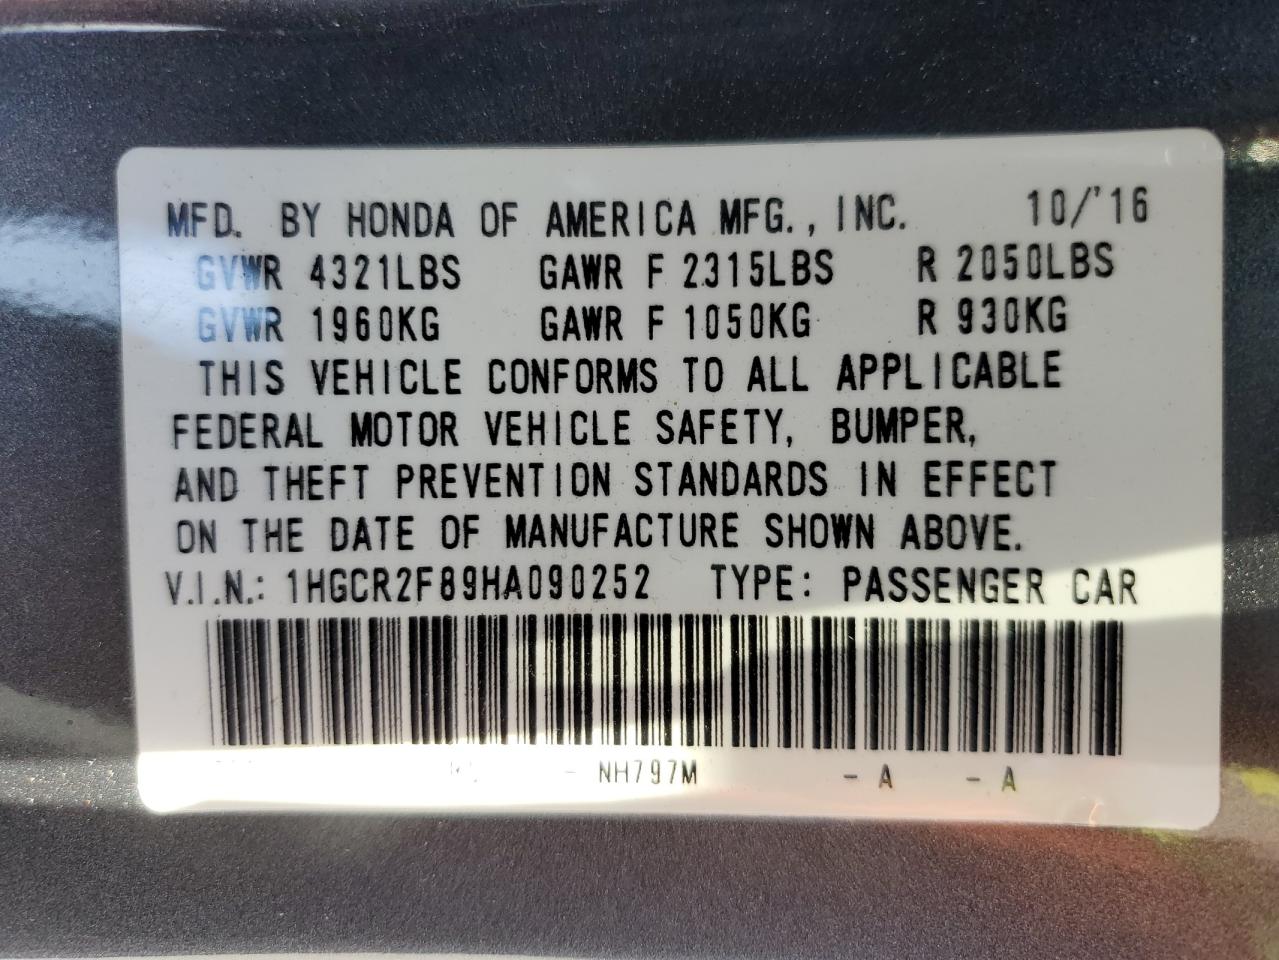 MFD. BY HONDA OF AMERICA MFG., INC. 10/'16
GVWR 4321LBS GAWR F 2315LBS R 2050LBS
GVWR 1960KG GAWR F 1050KG R 930KG
THIS VEHICLE CONFORMS TO ALL APPLICABLE
FEDERAL MOTOR VEHICLE SAFETY, BUMPER,
AND THEFT PREVENTION STANDARDS IN EFFECT
ON THE DATE OF MANUFACTURE SHOWN ABOVE.
V.I.N.: 1HGCR2F89HA090252 TYPE: PASSENGER CAR
- NH797M - A - A